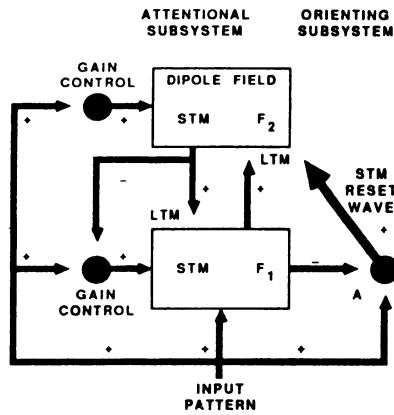 ATTENTIONAL
SUBSYSTEM
ORIENTING
SUBSYSTEM
GAIN
CONTROL
DIPOLE FIELD
STM F2
+ +
LTM
STM
RESET
WAVE
− + +
+
LTM
STM F1
+ + −
GAIN
CONTROL
A
+ + + +
INPUT
PATTERN